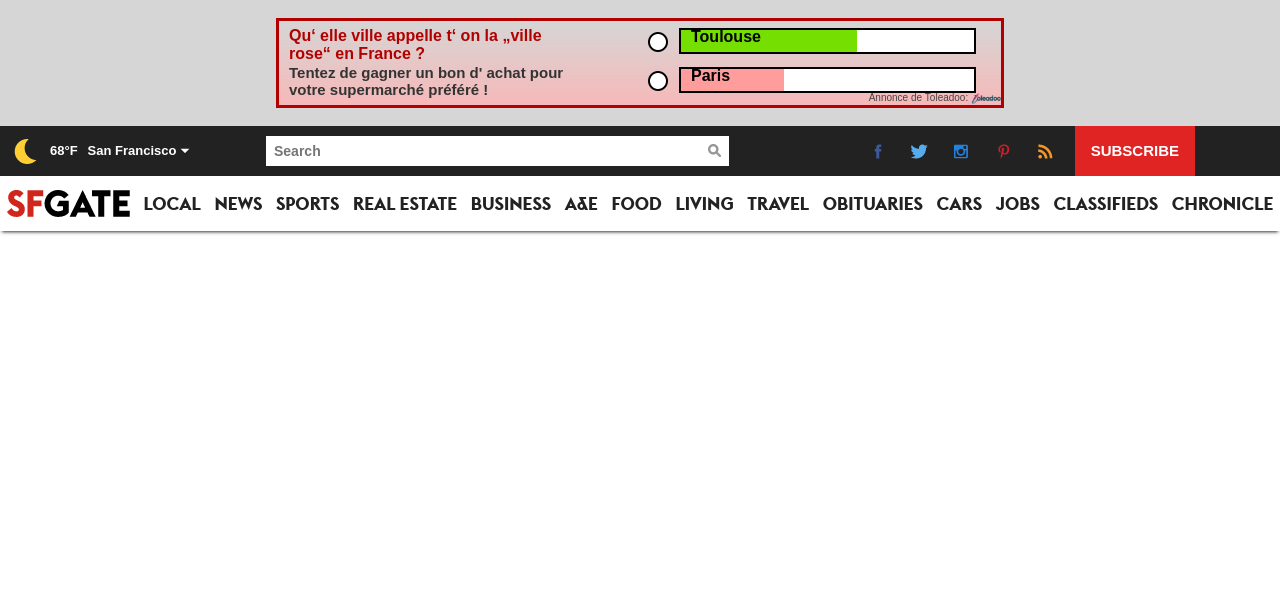 Qu‘ elle ville appelle t‘ on la „ville
rose“ en France ?
Tentez de gagner un bon d' achat pour
votre supermarché préféré !
Toulouse
Paris
Annonce de Toleadoo: Toleadoo
68°F San Francisco
Search
SUBSCRIBE
SFGATE LOCAL NEWS SPORTS REAL ESTATE BUSINESS A&E FOOD LIVING TRAVEL OBITUARIES CARS JOBS CLASSIFIEDS CHRONICLE